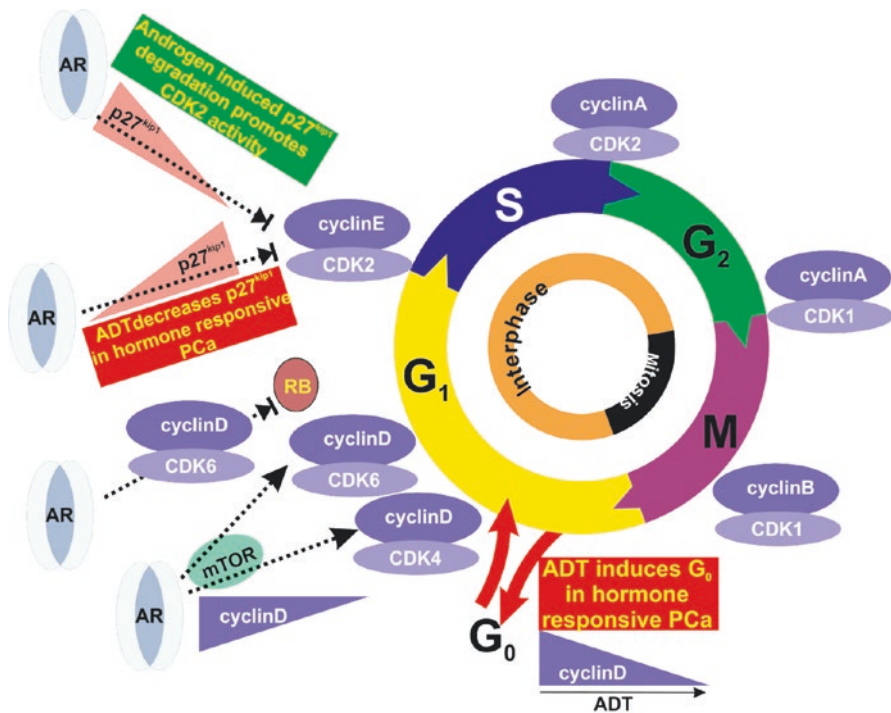 AR
Androgen induced p27kip1
degradation promotes
CDK2 activity
p27kip1
cyclinA
CDK2
S
G2
cyclinE
CDK2
p27kip1
AR
ADTdecreases p27kip1
in hormone responsive
PCa
cyclinA
CDK1
Interphase
Mitosis
G1
M
RB
cyclinD
CDK6
cyclinD
CDK6
AR
cyclinB
CDK1
cyclinD
CDK4
mTOR
AR
cyclinD
G0
ADT induces G0
in hormone
responsive PCa
cyclinD
ADT